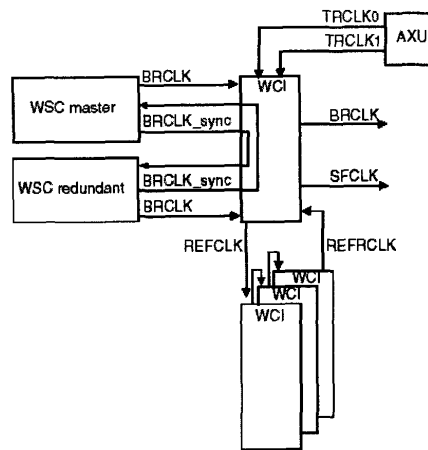 TRCLK0
TRCLK1
AXU
BRCLK
WCI
WSC master
BRCLK
BRCLK_sync
WSC redundant
BRCLK_sync
SFCLK
BRCLK
REFCLK
REFRCLK
WCI
WCI
WCI